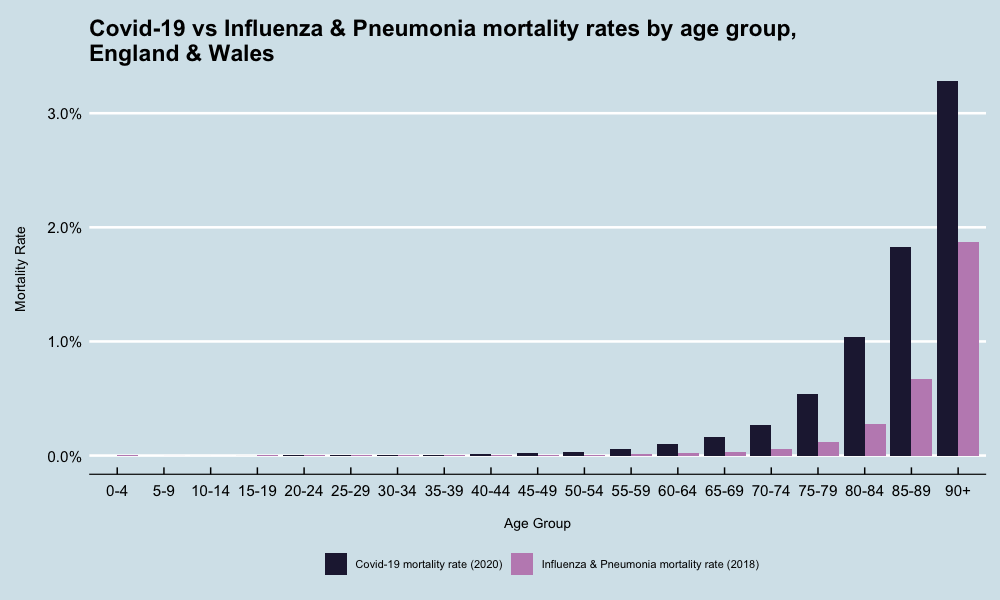 Covid-19 vs Influenza & Pneumonia mortality rates by age group,
England & Wales
3.0%
2.0%
1.0%
0.0%
Mortality Rate
0-4 5-9 10-14 15-19 20-24 25-29 30-34 35-39 40-44 45-49 50-54 55-59 60-64 65-69 70-74 75-79 80-84 85-89 90+
Age Group
Covid-19 mortality rate (2020) Influenza & Pneumonia mortality rate (2018)